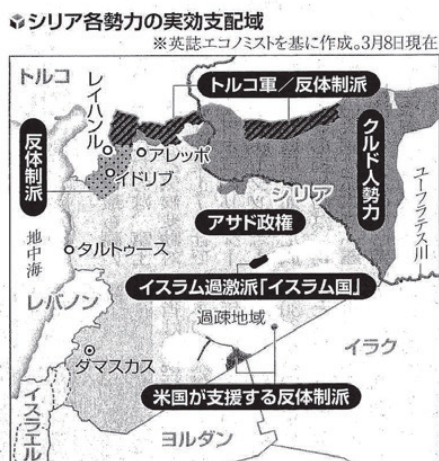 シリア各勢力の実効支配域
※英誌エコノミストを基に作成。3月8日現在
トルコ
レイハンル
トルコ軍/反体制派
反体制派
アレッポ
イドリブ
クルド人勢力
シリア
アサド政権
ユーフラテス川
地中海
タルトゥース
イスラム過激派「イスラム国」
レバノン
過疎地域
イラク
ダマスカス
米国が支援する反体制派
イスラエル
ヨルダン